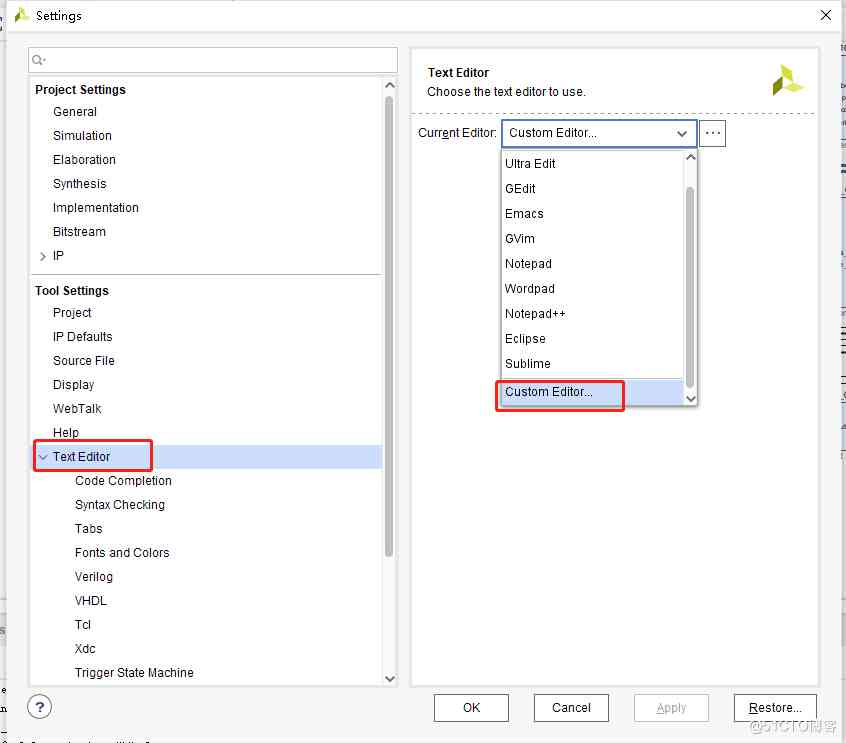 Settings
Project Settings
General
Simulation
Elaboration
Synthesis
Implementation
Bitstream
IP
Tool Settings
Project
IP Defaults
Source File
Display
WebTalk
Help
Text Editor
Code Completion
Syntax Checking
Tabs
Fonts and Colors
Verilog
VHDL
Tcl
Xdc
Trigger State Machine
Text Editor
Choose the text editor to use.
Current Editor: Custom Editor... ...
Ultra Edit
GEdit
Emacs
GVim
Notepad
Wordpad
Notepad++
Eclipse
Sublime
Custom Editor...
? OK Cancel Apply Restore...
@51CTO博客